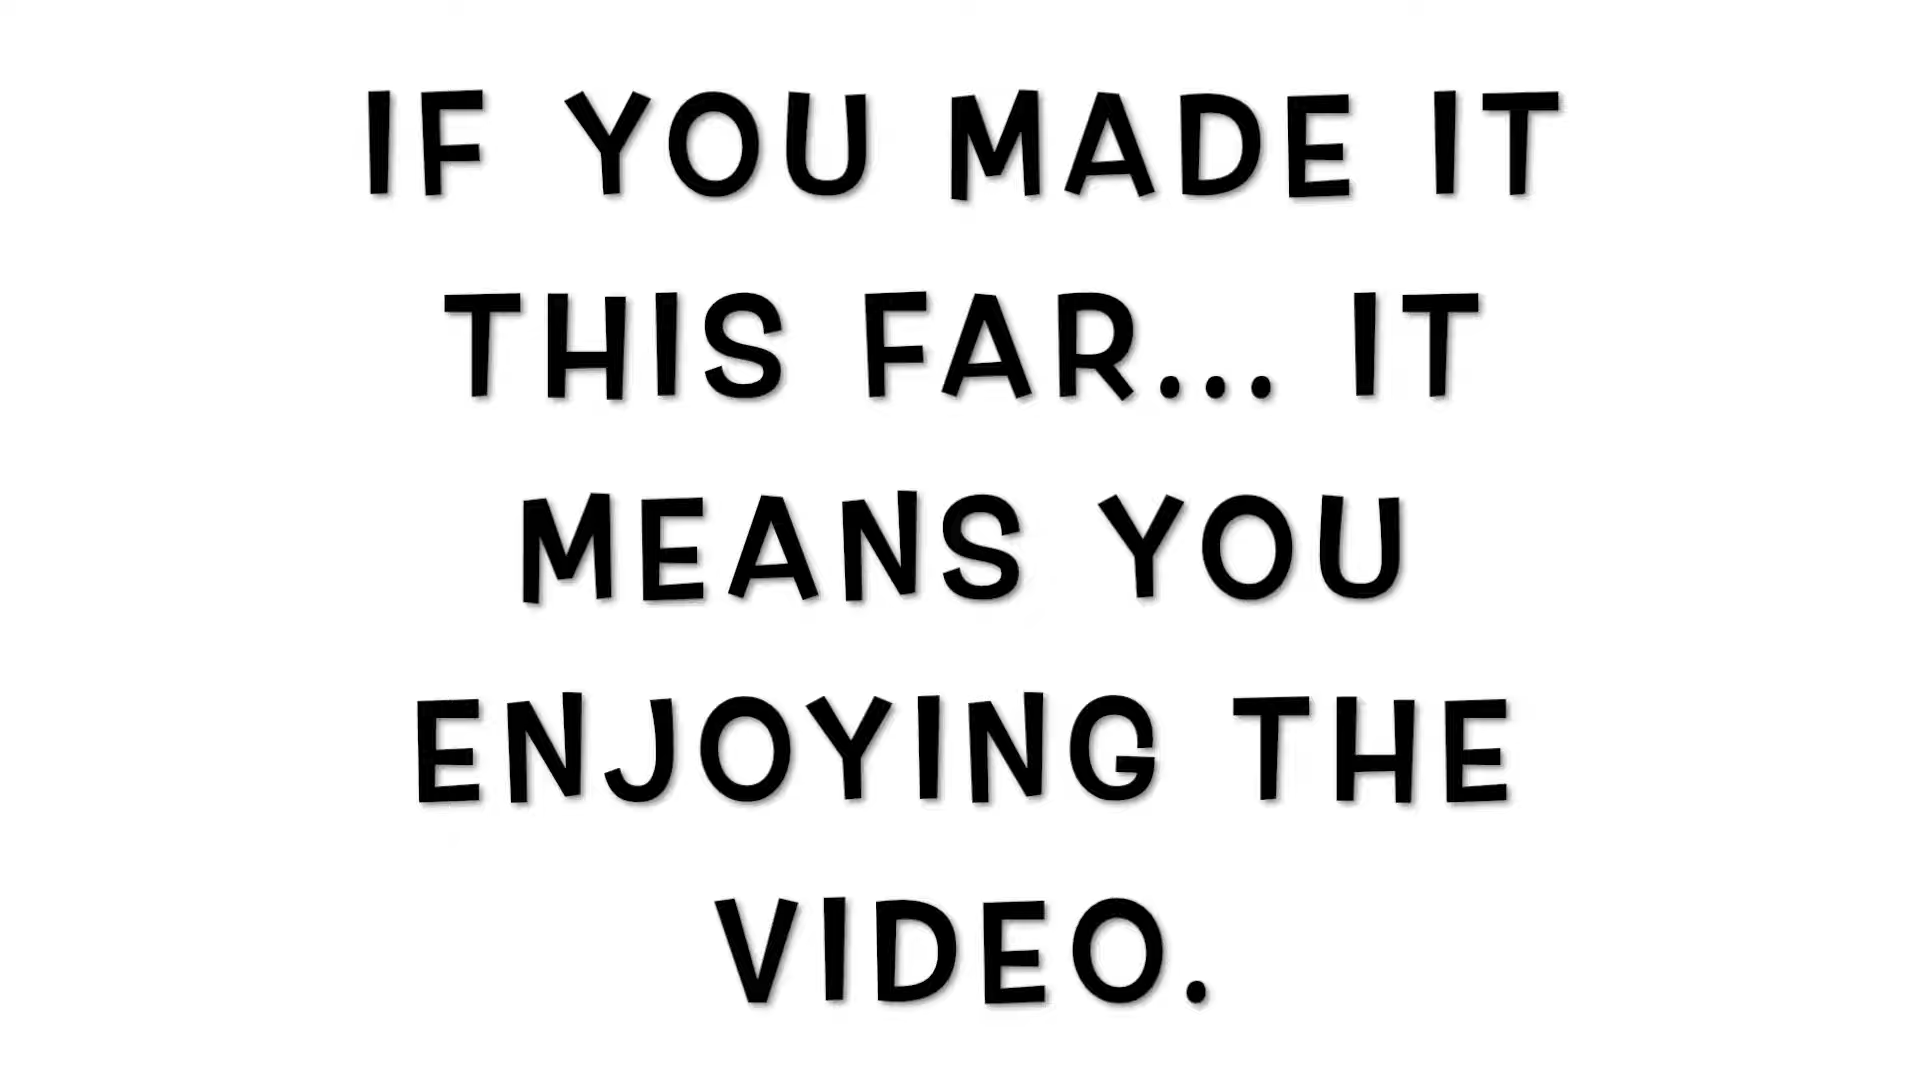 IF YOU MADE IT
THIS FAR... IT
MEANS YOU
ENJOYING THE
VIDEO.